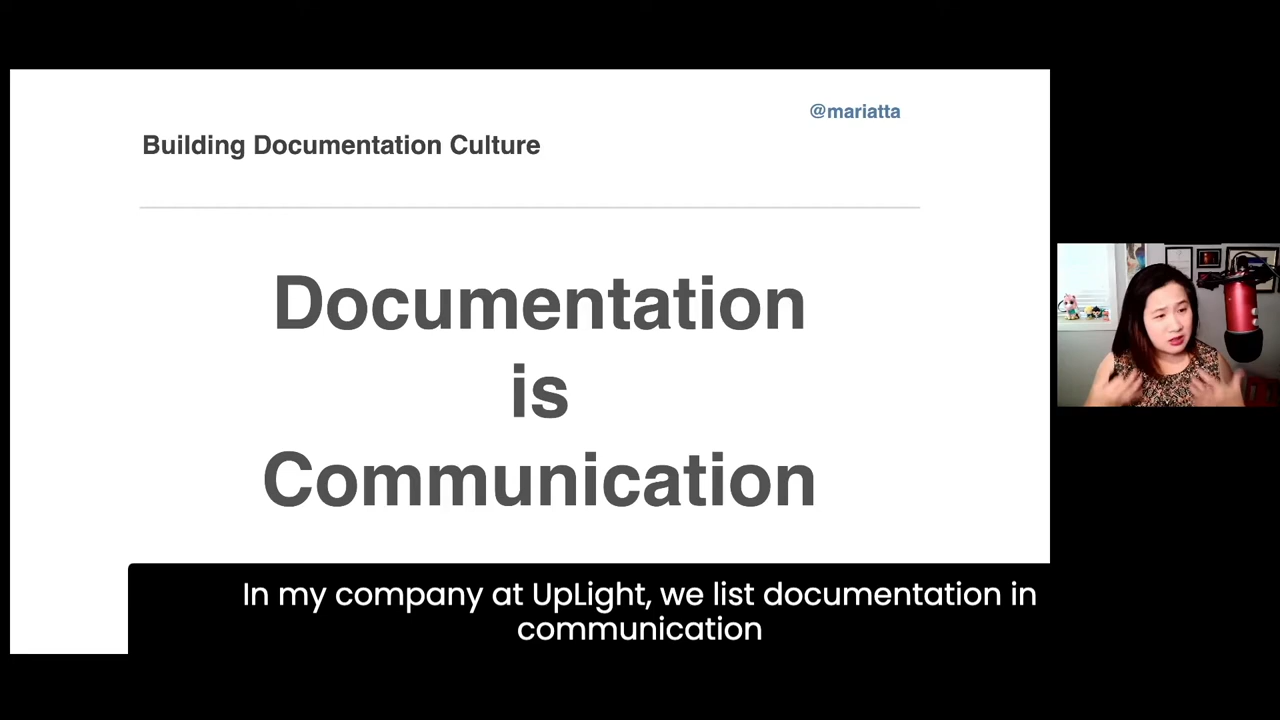 @mariatta
Building Documentation Culture
Documentation
is
Communication
In my company at UpLight, we list documentation in
communication